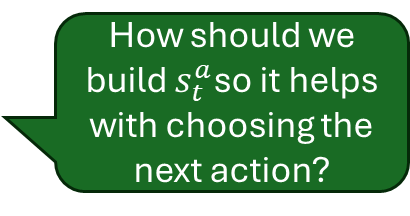 How should we
build $s_t^a$ so it helps
with choosing the
next action?